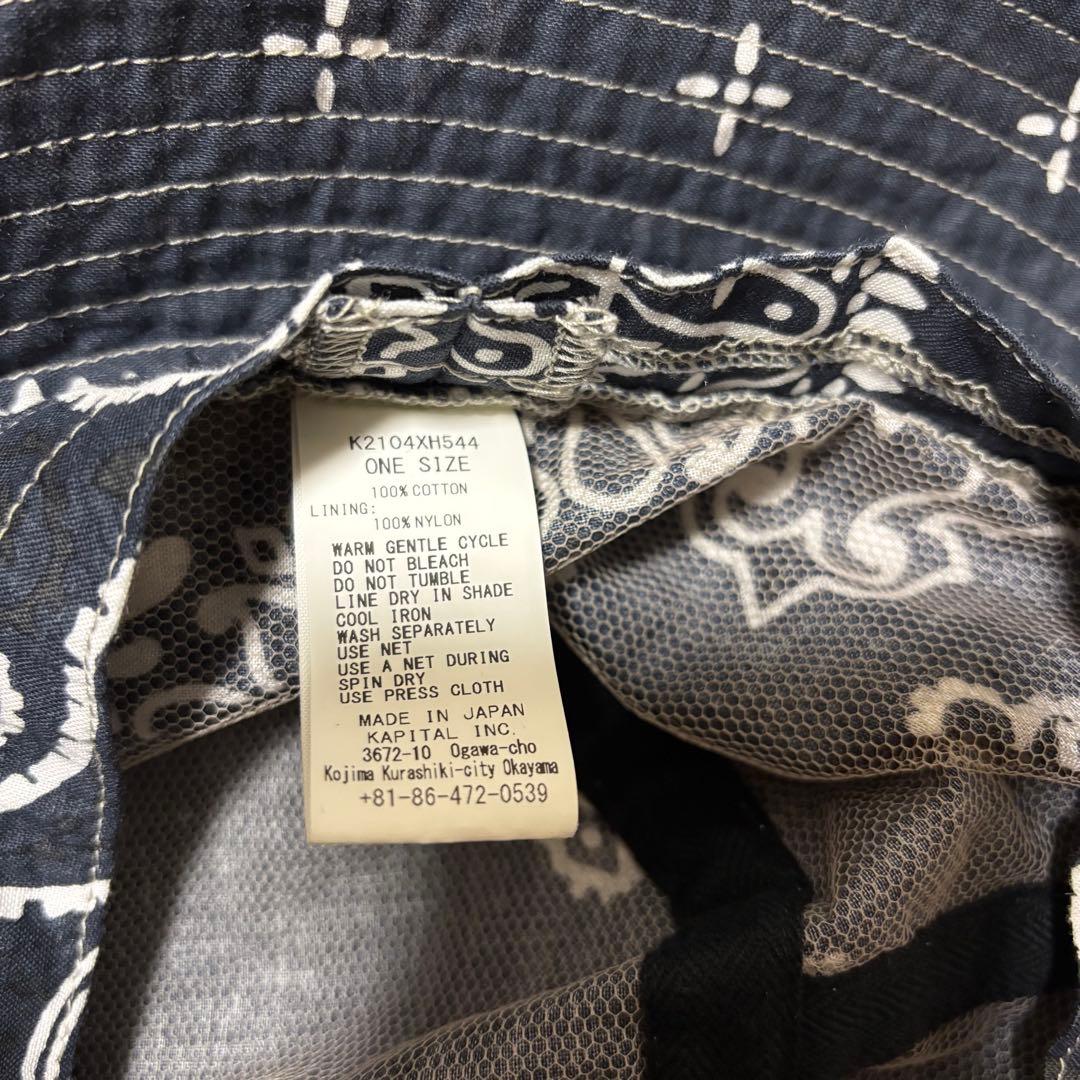 K2104XH544
ONE SIZE
100% COTTON
LINING:
100% NYLON
WARM GENTLE CYCLE
DO NOT BLEACH
DO NOT TUMBLE
LINE DRY IN SHADE
COOL IRON
WASH SEPARATELY
USE NET
USE A NET DURING
SPIN DRY
USE PRESS CLOTH
MADE IN JAPAN
KAPITAL INC.
3672-10 Ogawa-cho
Kojima Kurashiki-city Okayama
+81-86-472-0539